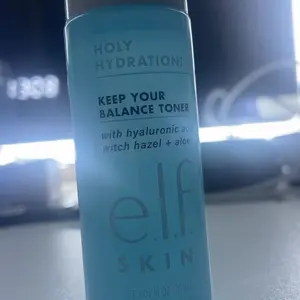 HOLY
HYDRATION!
KEEP YOUR
BALANCE TONER
with hyaluronic a
witch hazel + aloe
e.l.f.
SKIN